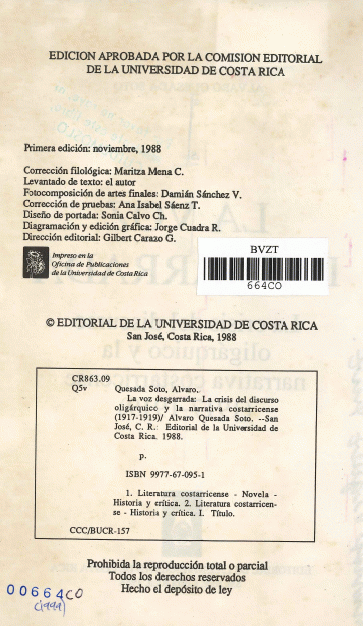 EDICION APROBADA POR LA COMISION EDITORIAL
DE LA UNIVERSIDAD DE COSTA RICA
Primera edición: noviembre, 1988
Corrección filológica: Maritza Mena C.
Levantado de texto: el autor
Fotocomposición de artes finales: Damián Sánchez V.
Corrección de pruebas: Ana Isabel Sáenz T.
Diseño de portada: Sonia Calvo Ch.
Diagramación y edición gráfica: Jorge Cuadra R.
Dirección editorial: Gilbert Carazo G.
Impreso en la
Oficina de Publicaciones
de la Universidad de Costa Rica
BVZT
664CO
© EDITORIAL DE LA UNIVERSIDAD DE COSTA RICA
San José, Costa Rica, 1988
CR863.09
Q5v Quesada Soto, Alvaro.
La voz desgarrada: La crisis del discurso
oligárquico y la narrativa costarricense
(1917-1919)/ Alvaro Quesada Soto. --San
José, C. R.: Editorial de la Universidad de
Costa Rica. 1988.
p.
ISBN 9977-67-095-1
1. Literatura costarricense - Novela -
Historia y crítica. 2. Literatura costarricen-
se - Historia y crítica. I. Título.
CCC/BUCR-157
Prohibida la reproducción total o parcial
Todos los derechos reservados
Hecho el depósito de ley
00664CO